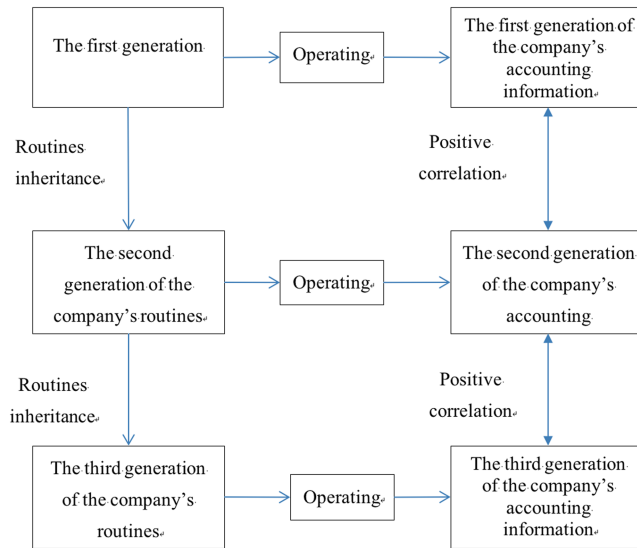 The first generation
Operating
The first generation of
the company's
accounting
information
Routines
inheritance
Positive
correlation
The second
generation of the
company's routines
Operating
The second generation
of the company's
accounting
Routines
inheritance
Positive
correlation
The third generation
of the company's
routines
Operating
The third generation
of the company's
accounting
information